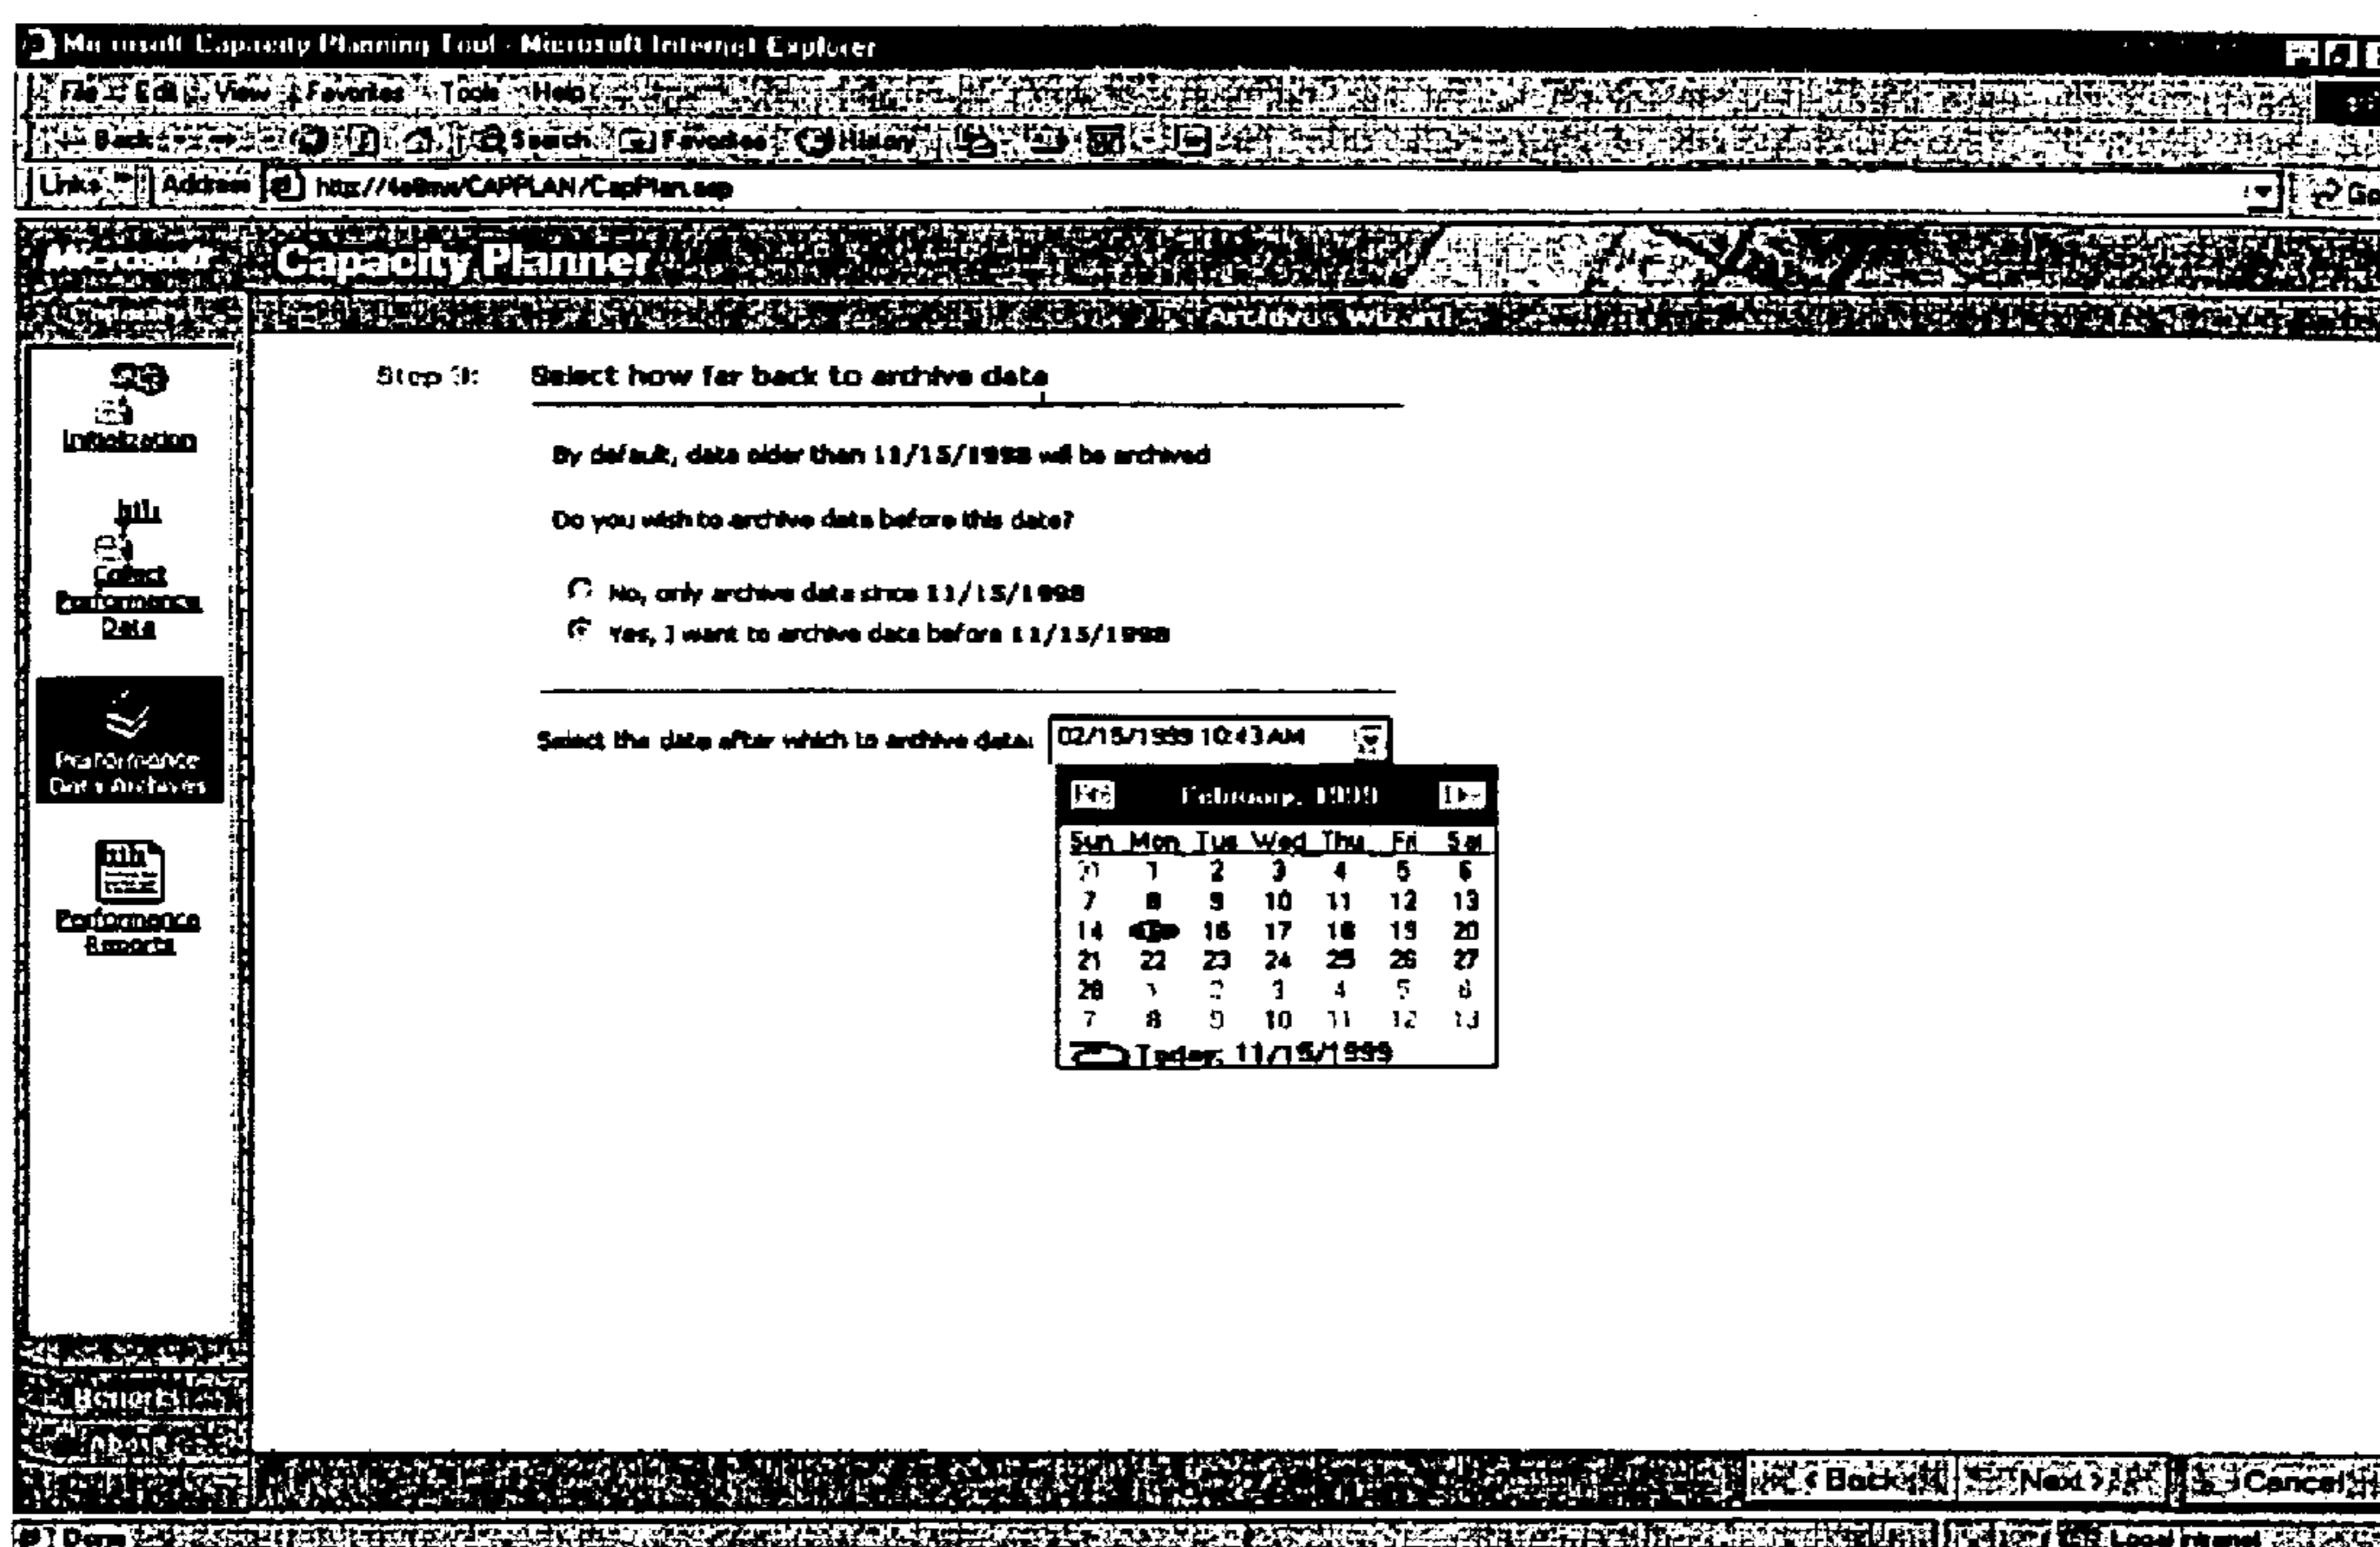 Microsoft Capacity Planning Tool - Microsoft Internet Explorer
File Edit View Favorites Tools Help
Back Search Favorites History
Links Address CAPPLAN/CapPlan.asp Go
Microsoft Capacity Planner
Archive Wizard
Initialization
Collect
Performance
Data
Performance
Data Archives
Performance
Reports
About
Step 3: Select how far back to archive data
By default, data older than 11/15/1998 will be archived
Do you wish to archive data before this date?
No, only archive data since 11/15/1998
Yes, I want to archive data before 11/15/1998
Select the date after which to archive data: 02/15/1999 10:43 AM
February, 1999
Sun Mon Tue Wed Thu Fri Sat
31 1 2 3 4 5 6
7 8 9 10 11 12 13
14 15 16 17 18 19 20
21 22 23 24 25 26 27
28 1 2 3 4 5 6
7 8 9 10 11 12 13
Today: 11/15/1999
< Back Next > Cancel
Done Local intranet